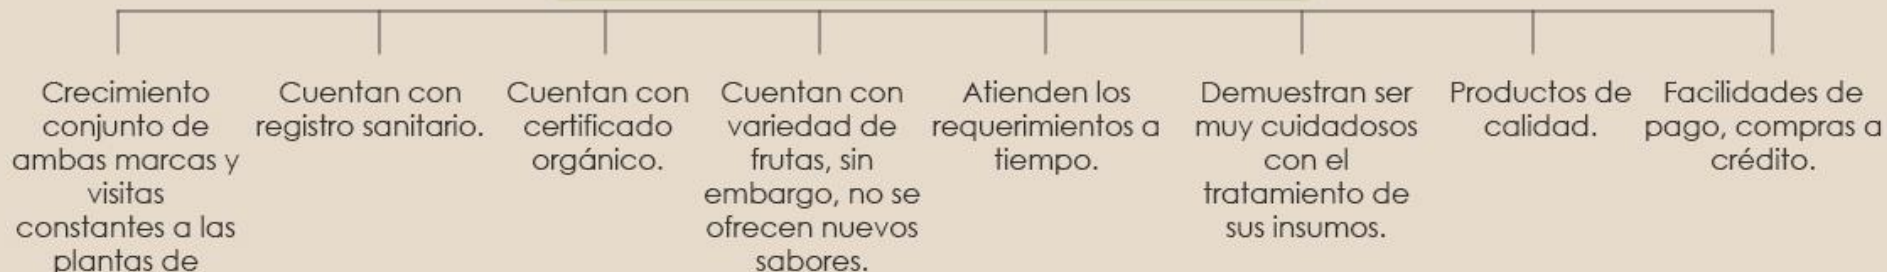 Crecimiento
conjunto de
ambas marcas y
visitas
constantes a las
plantas de
Cuentan con
registro sanitario.
Cuentan con
certificado
orgánico.
Cuentan con
variedad de
frutas, sin
embargo, no se
ofrecen nuevos
sabores.
Atienden los
requerimientos a
tiempo.
Demuestran ser
muy cuidadosos
con el
tratamiento de
sus insumos.
Productos de
calidad.
Facilidades de
pago, compras a
crédito.